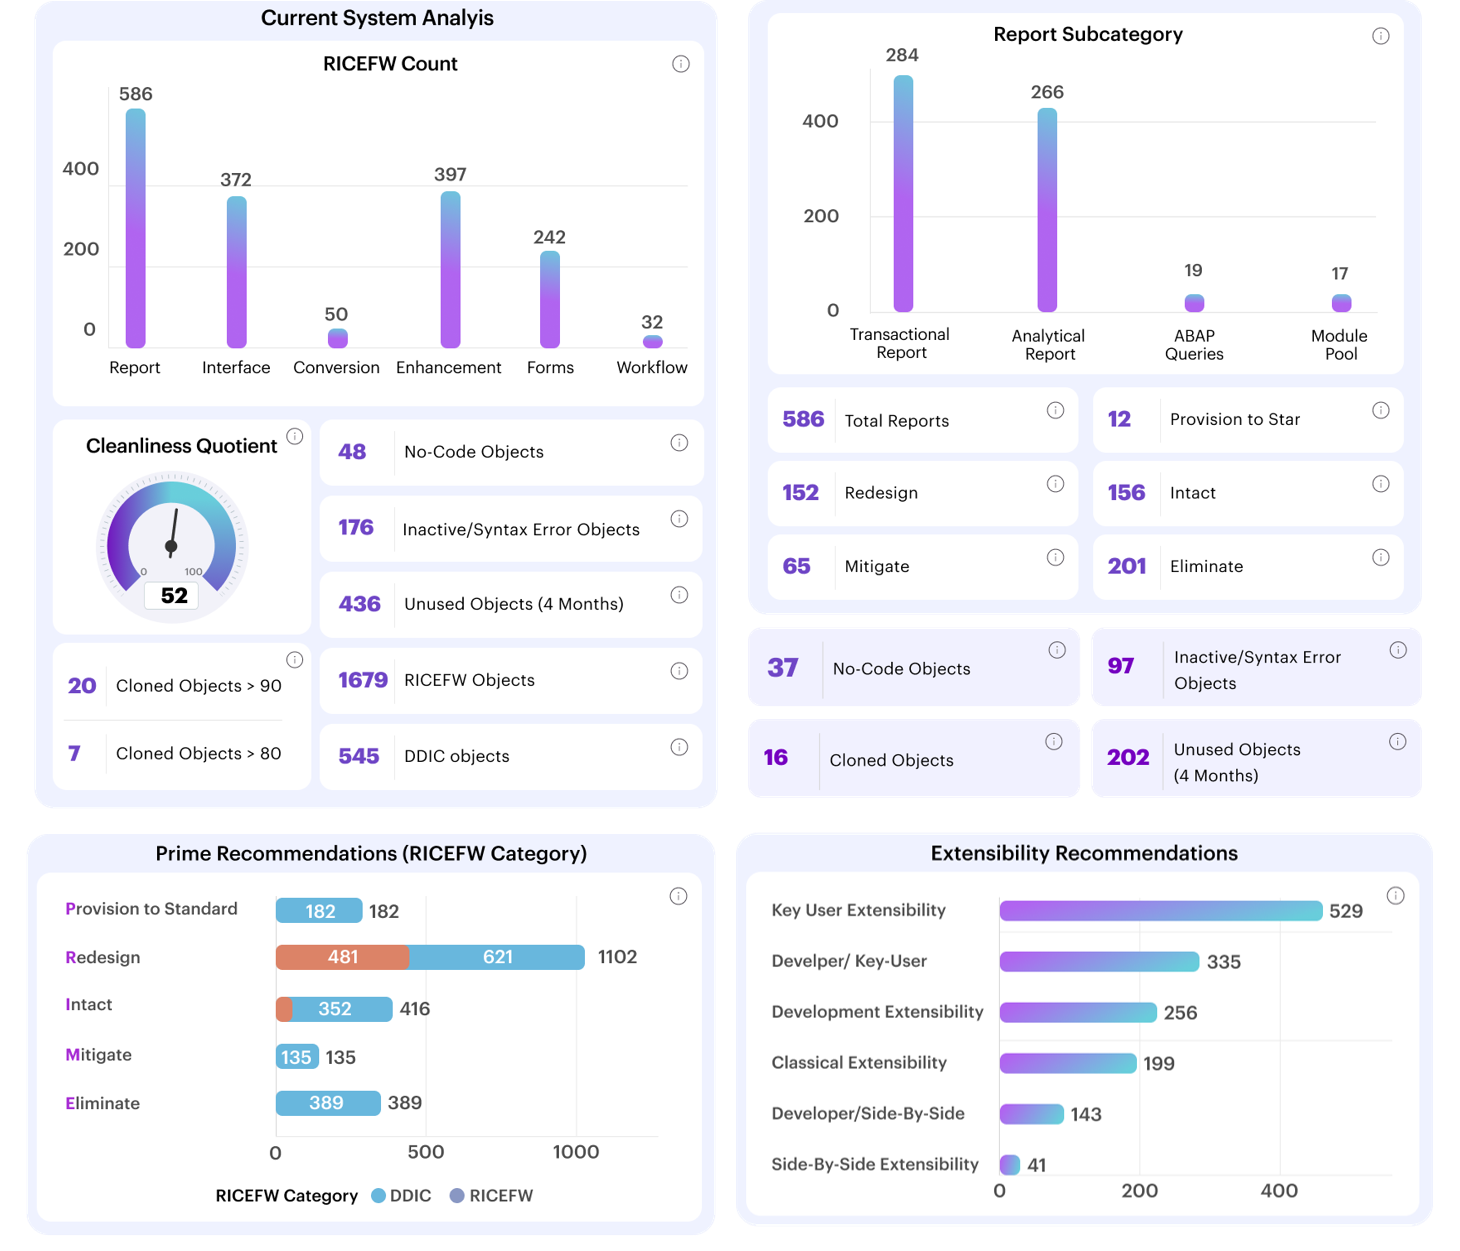 Current System Analyis
RICEFW Count
586
400
372
397
200
242
50
32
0
Report
Interface
Conversion
Enhancement
Forms
Workflow
Cleanliness Quotient
0
100
52
20
Cloned Objects > 90
7
Cloned Objects > 80
48
No-Code Objects
176
Inactive/Syntax Error Objects
436
Unused Objects (4 Months)
1679
RICEFW Objects
545
DDIC objects
Report Subcategory
284
266
400
200
19
17
0
Transactional
Report
Analytical
Report
ABAP
Queries
Module
Pool
586
Total Reports
12
Provision to Star
152
Redesign
156
Intact
65
Mitigate
201
Eliminate
37
No-Code Objects
97
Inactive/Syntax Error
Objects
16
Cloned Objects
202
Unused Objects
(4 Months)
Prime Recommendations (RICEFW Category)
Provision to Standard
182
182
Redesign
481
621
1102
Intact
352
416
Mitigate
135
135
Eliminate
389
389
0
500
1000
RICEFW Category
DDIC
RICEFW
Extensibility Recommendations
Key User Extensibility
529
Develper/ Key-User
335
Development Extensibility
256
Classical Extensibility
199
Developer/Side-By-Side
143
Side-By-Side Extensibility
41
0
200
400